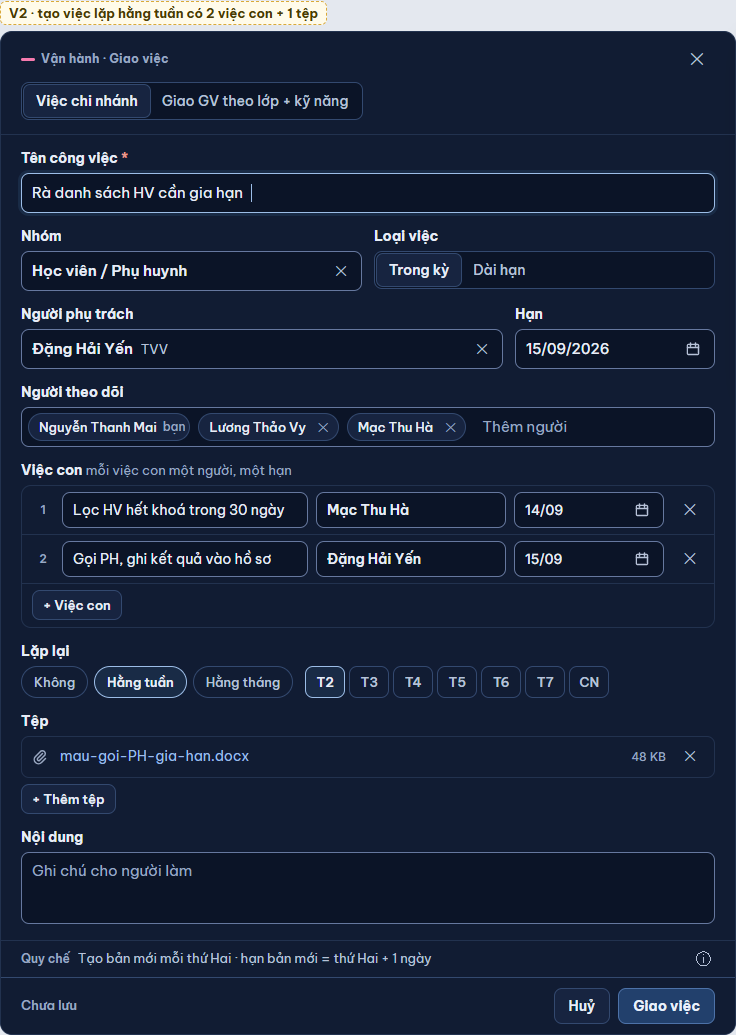 V2 · tạo việc lặp hằng tuần có 2 việc con + 1 tệp
Vận hành · Giao việc
Việc chi nhánh
Giao GV theo lớp + kỹ năng
Tên công việc *
Rà danh sách HV cần gia hạn
Nhóm
Loại việc
Học viên / Phụ huynh
Trong kỳ
Dài hạn
Người phụ trách
Hạn
Đặng Hải Yến TVV
15/09/2026
Người theo dõi
Nguyễn Thanh Mai bạn
Lương Thảo Vy
Mạc Thu Hà
Thêm người
Việc con mỗi việc con một người, một hạn
1 Lọc HV hết khoá trong 30 ngày Mạc Thu Hà 14/09
2 Gọi PH, ghi kết quả vào hồ sơ Đặng Hải Yến 15/09
+ Việc con
Lặp lại
Không Hằng tuần Hằng tháng T2 T3 T4 T5 T6 T7 CN
Tệp
mau-goi-PH-gia-han.docx 48 KB
+ Thêm tệp
Nội dung
Ghi chú cho người làm
Quy chế Tạo bản mới mỗi thứ Hai · hạn bản mới = thứ Hai + 1 ngày
Chưa lưu
Huỷ
Giao việc